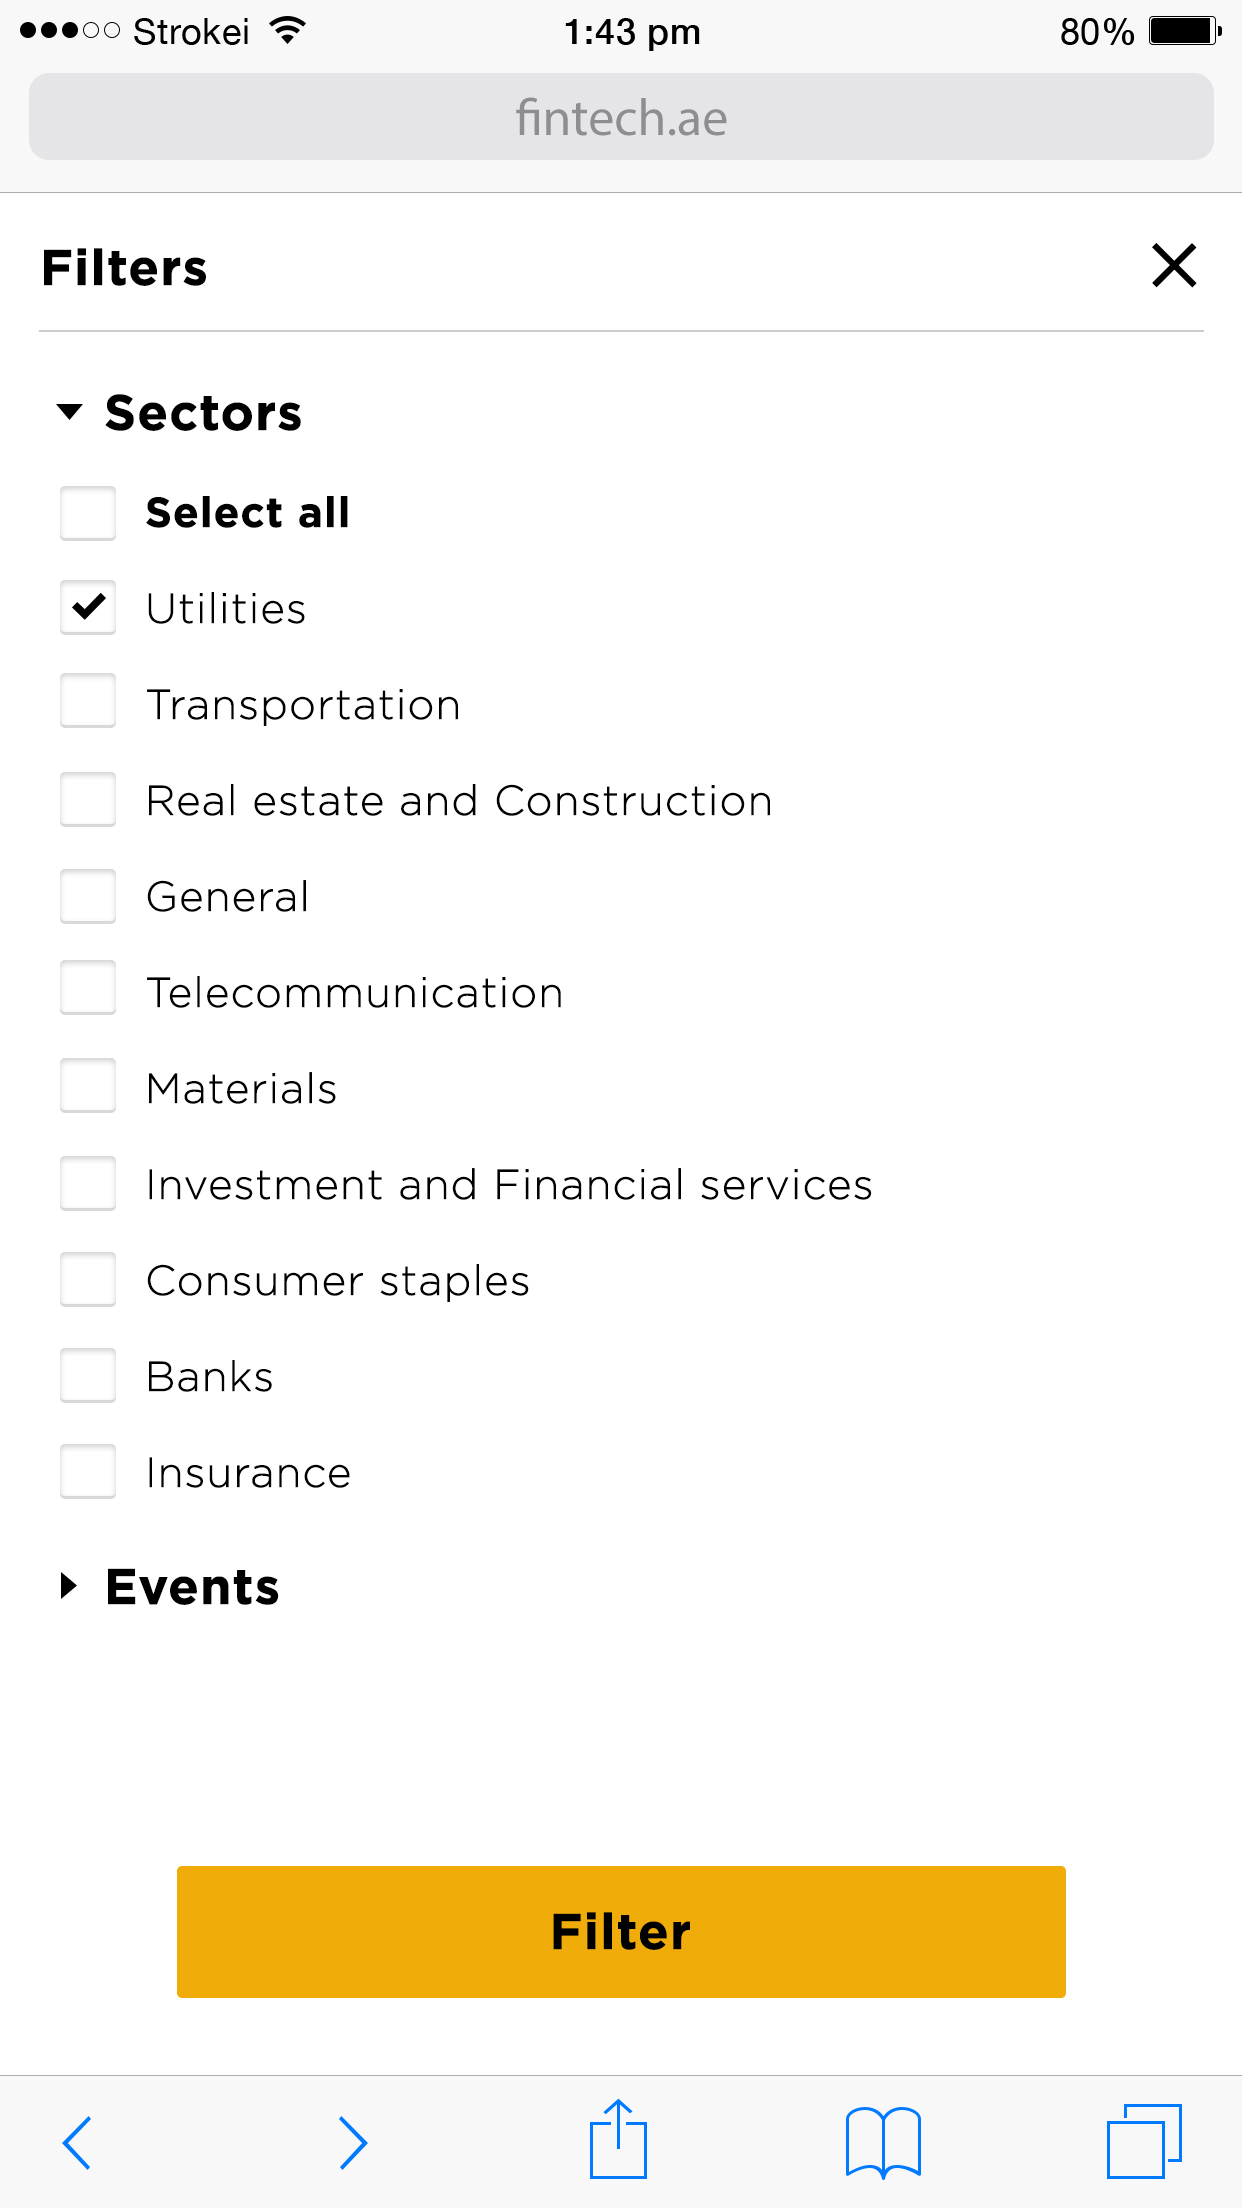 Strokei 1:43 pm 80%
fintech.ae
Filters
Sectors
Select all
Utilities
Transportation
Real estate and Construction
General
Telecommunication
Materials
Investment and Financial services
Consumer staples
Banks
Insurance
Events
Filter